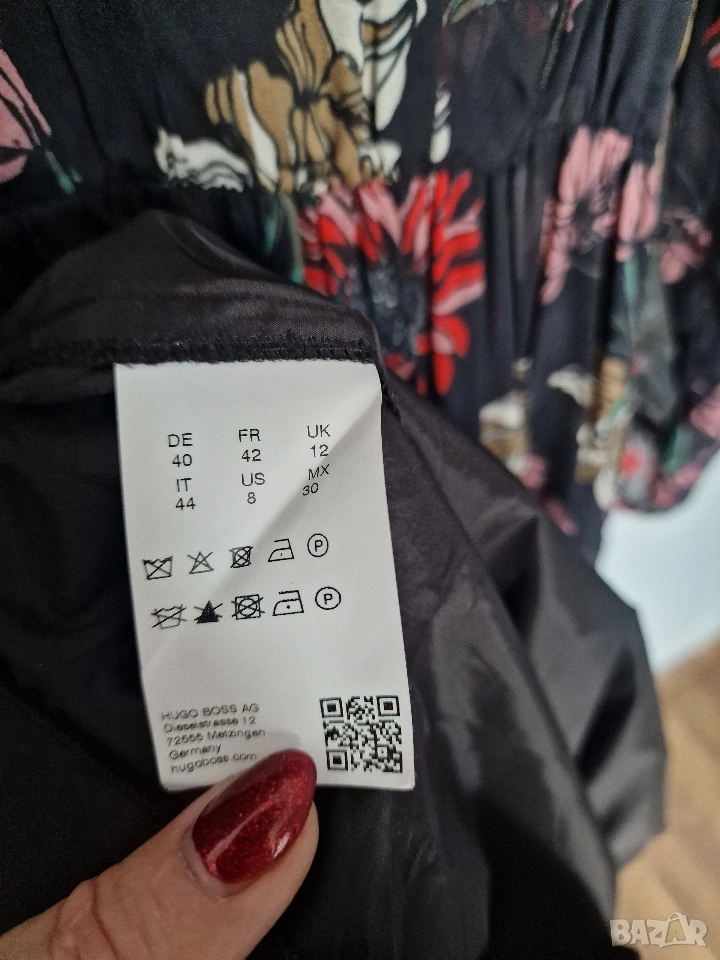 DE FR UK
40 42 12
IT US MX
44 8 30
P
P
HUGO BOSS AG
Dieselstrasse 12
72555 Metzingen
Germany
hugoboss.com
BAZAR